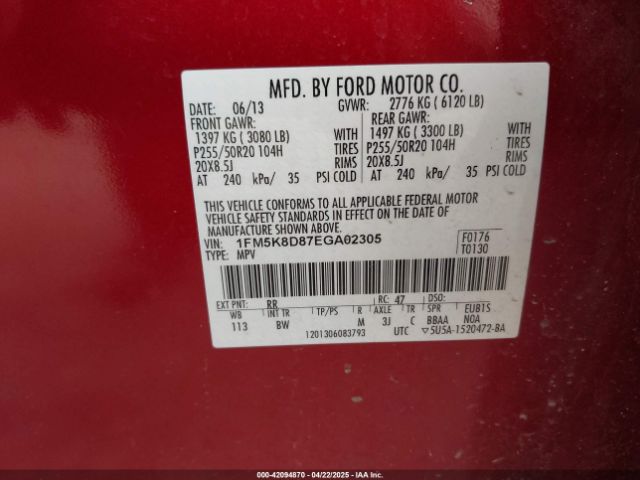 MFD. BY FORD MOTOR CO.
DATE: 06/13 GVWR: 2776 KG ( 6120 LB)
FRONT GAWR: REAR GAWR:
1397 KG ( 3080 LB) WITH 1497 KG ( 3300 LB) WITH
P255/50R20 104H TIRES P255/50R20 104H TIRES
20X8.5J RIMS 20X8.5J RIMS
AT 240 kPa/ 35 PSI COLD AT 240 kPa/ 35 PSI COLD
THIS VEHICLE CONFORMS TO ALL APPLICABLE FEDERAL MOTOR
VEHICLE SAFETY STANDARDS IN EFFECT ON THE DATE OF
MANUFACTURE SHOWN ABOVE.
VIN: 1FM5K8D87EGA02305 F0176
TYPE: MPV T0130
EXT PNT: RR RC: 47 DSO:
WB INT TR TP/PS R AXLE TR SPR EUB1S
113 BW M 3J C BBAA N0A
1201306083793 UTC ▽5U5A-1520472-BA
000-42094870 - 04/22/2025 - IAA, Inc.